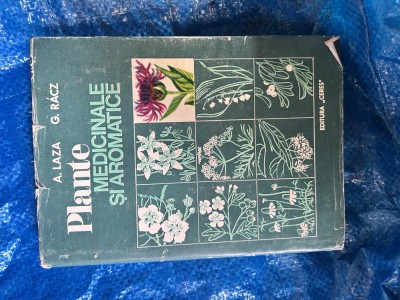 A. LAZA G. RÁCZ
Plante
MEDICINALE
ȘI AROMATICE
EDITURA „CERES"